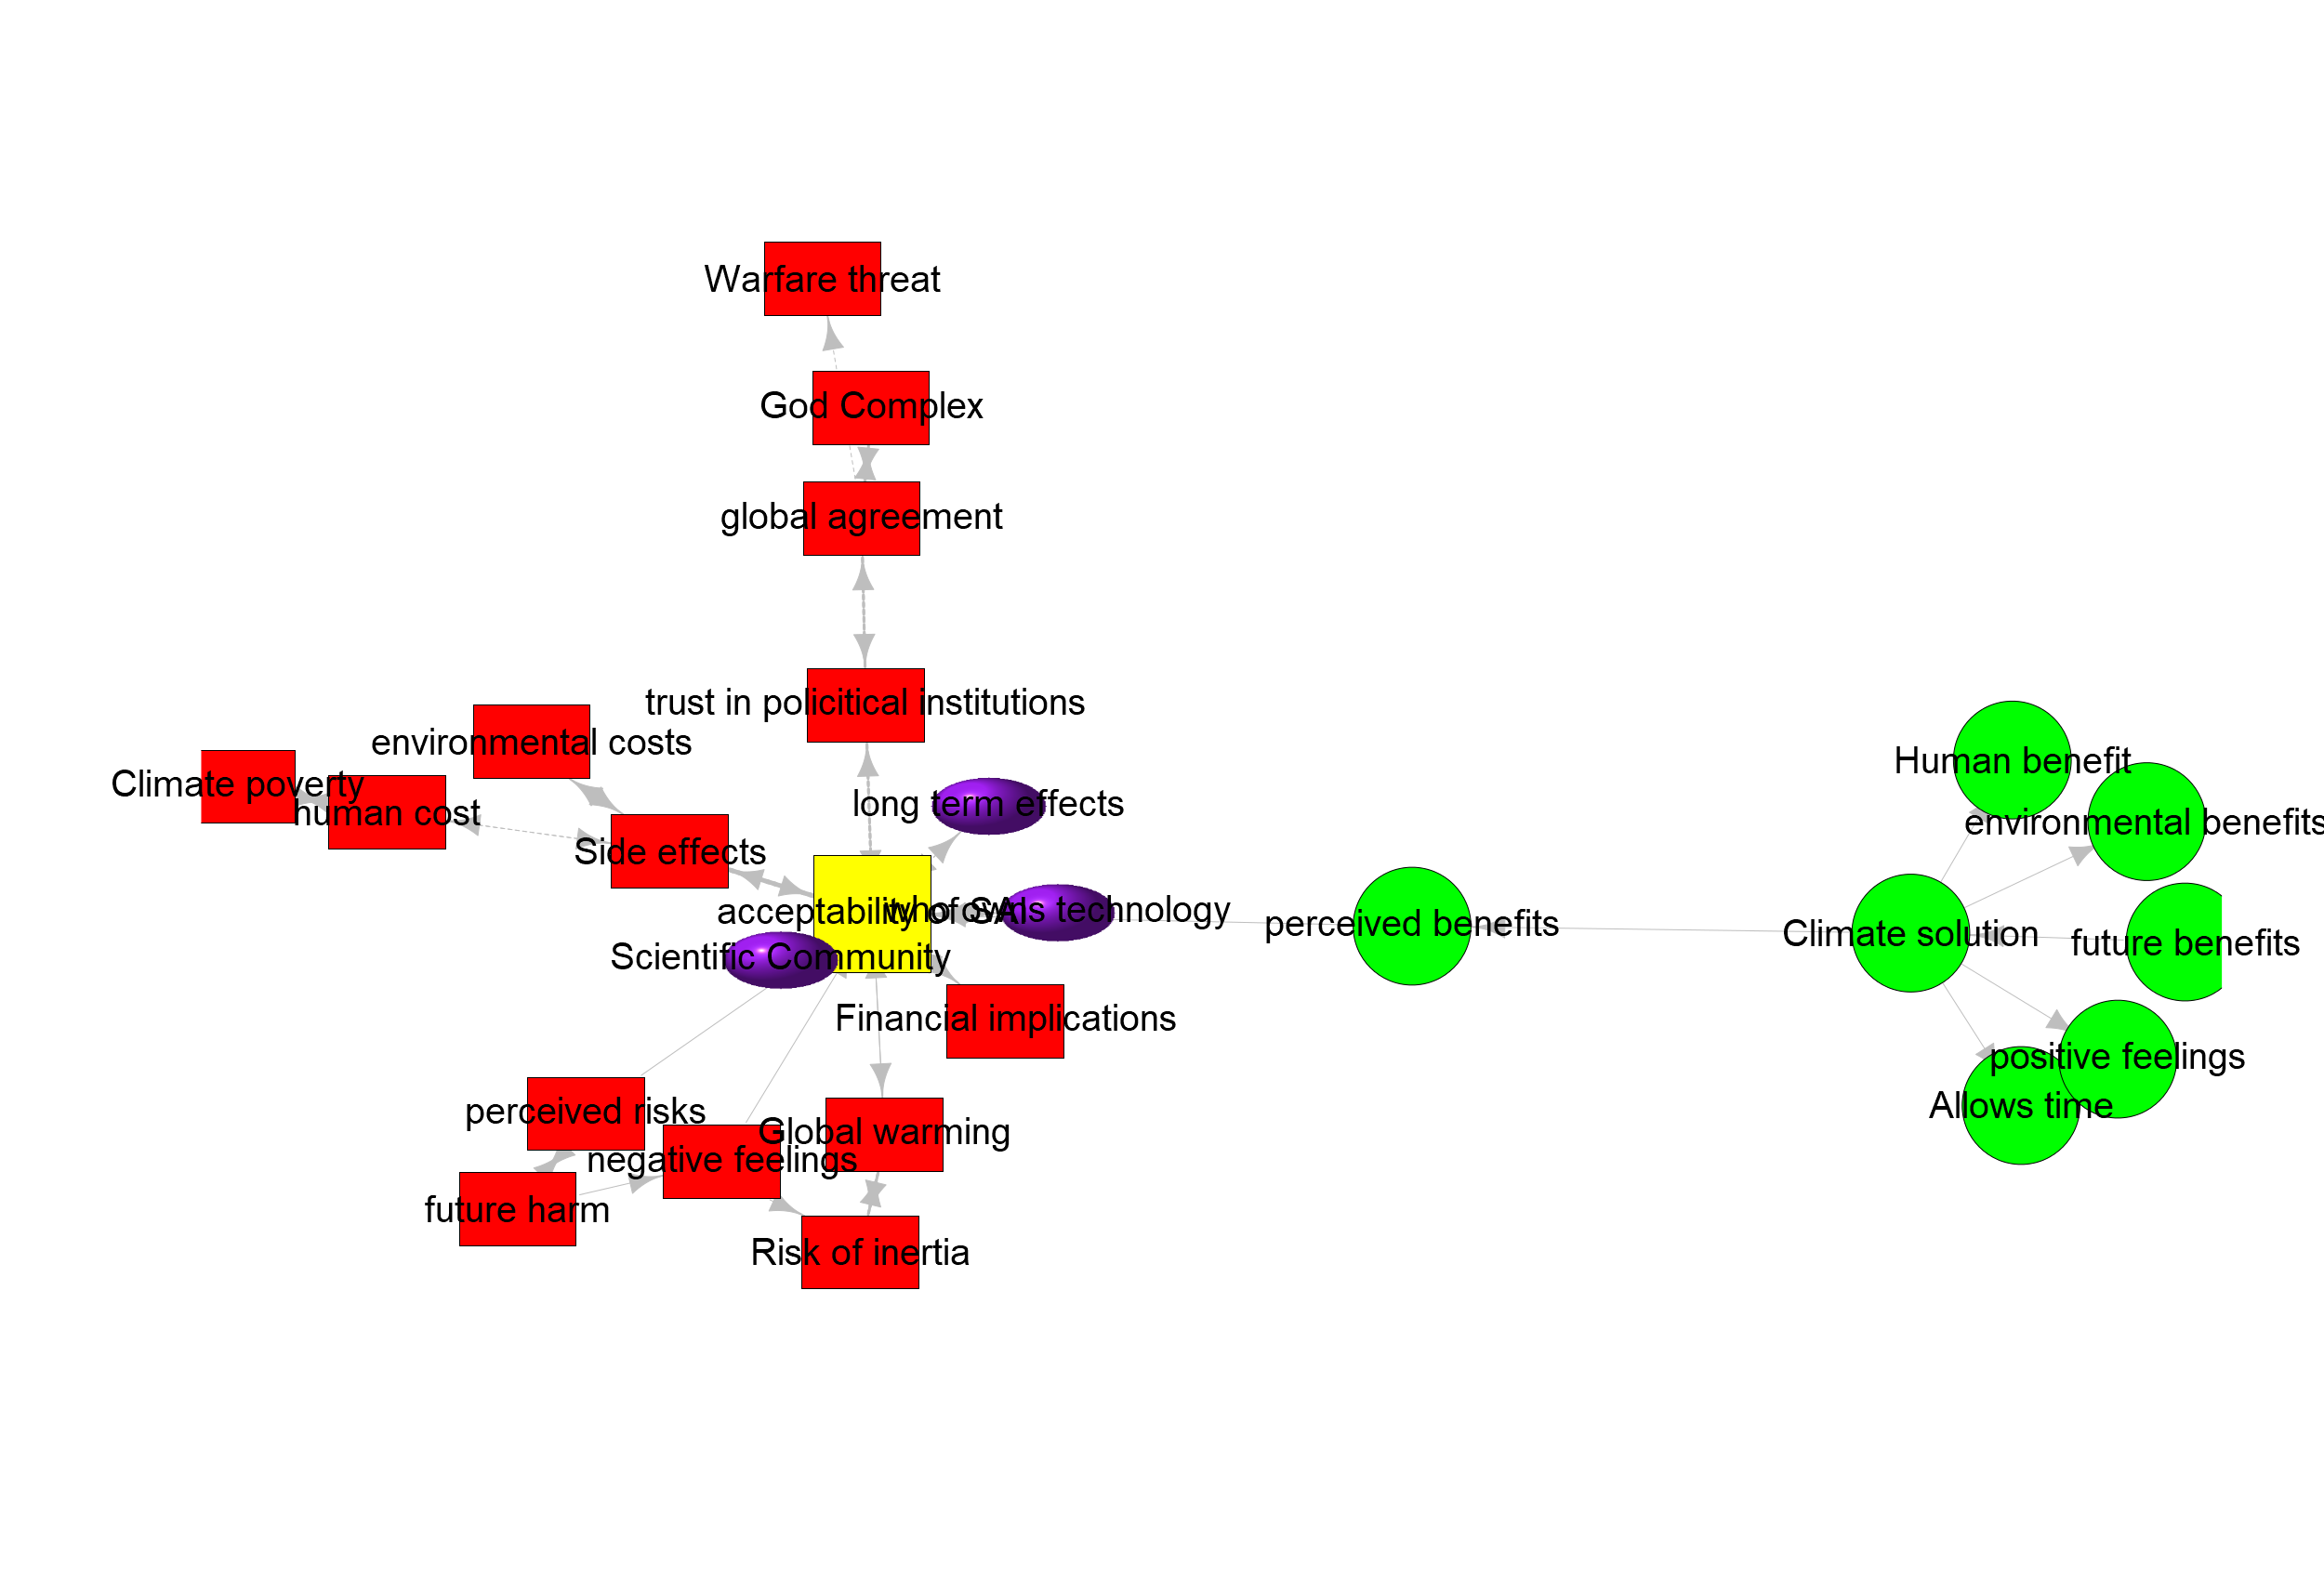 Warfare threat
God Complex
global agreement
trust in policitical institutions
environmental costs
Climate poverty
human cost
Side effects
long term effects
acceptability of SAI
who owns technology
Scientific Community
Financial implications
perceived risks
Global warming
negative feelings
future harm
Risk of inertia
perceived benefits
Climate solution
Human benefit
environmental benefits
future benefits
positive feelings
Allows time